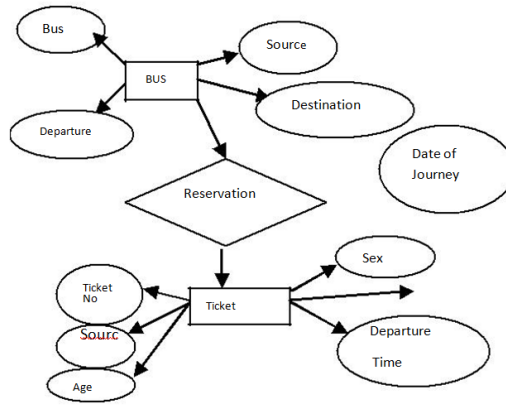 Bus
Source
BUS
Destination
Departure
Date of
Journey
Reservation
Sex
Ticket
No
Ticket
Departure
Sourc
Time
Age